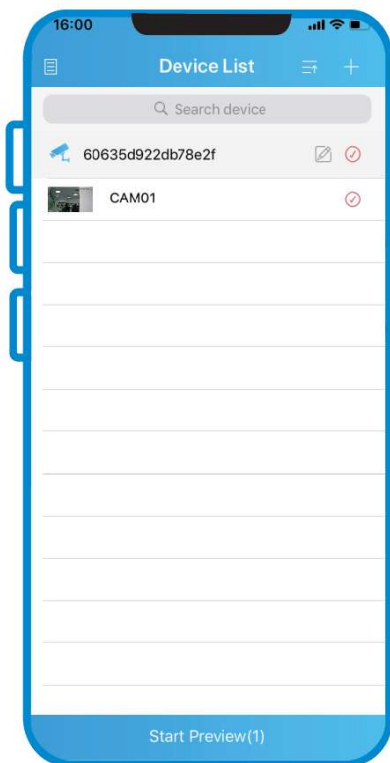 16:00
Device List
Search device
60635d922db78e2f
CAM01
Start Preview(1)